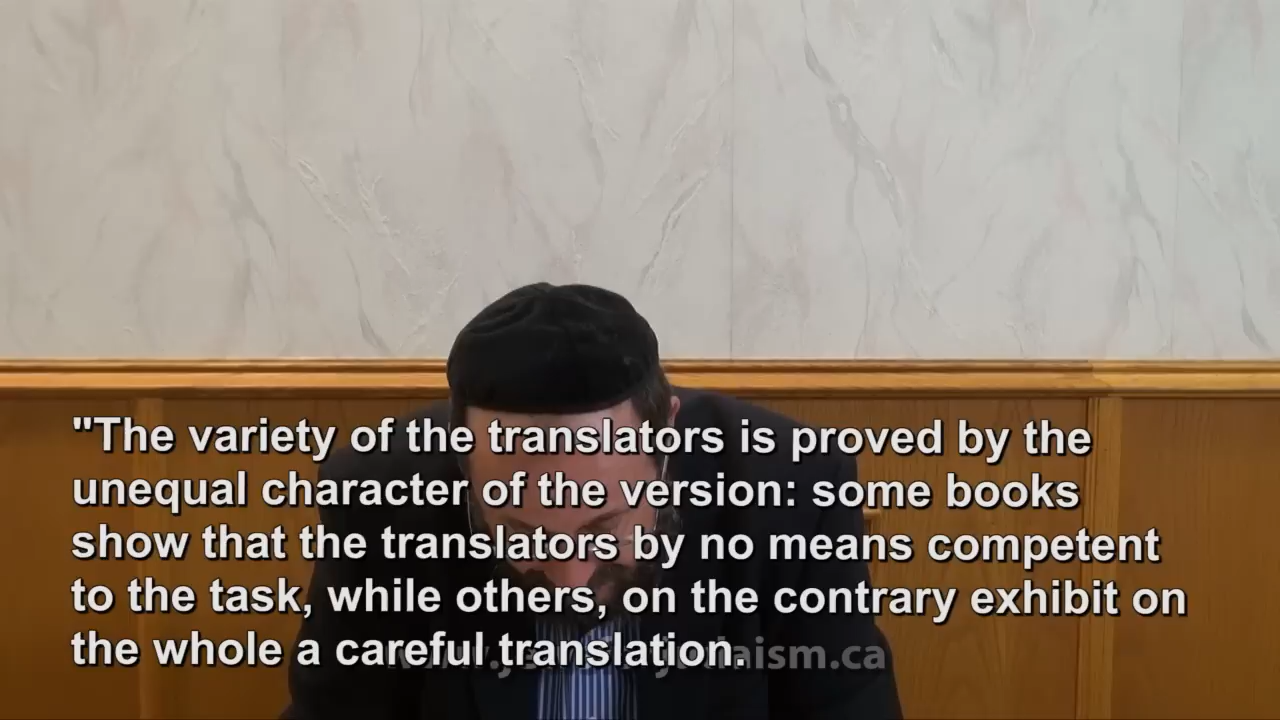 "The variety of the translators is proved by the
unequal character of the version: some books
show that the translators by no means competent
to the task, while others, on the contrary exhibit on
the whole a careful translation.